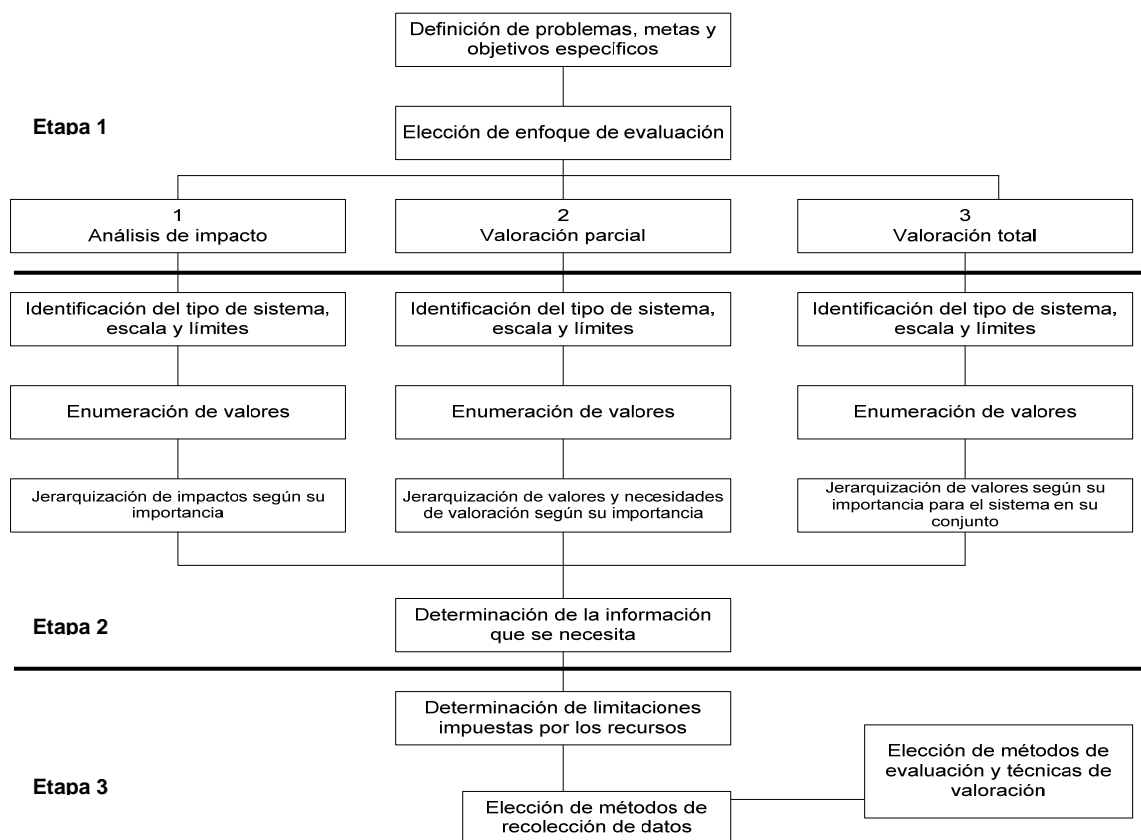 Definición de problemas, metas y
objetivos específicos
Etapa 1
Elección de enfoque de evaluación
1
Análisis de impacto
2
Valoración parcial
3
Valoración total
Identificación del tipo de sistema,
escala y límites
Identificación del tipo de sistema,
escala y límites
Identificación del tipo de sistema,
escala y límites
Enumeración de valores
Enumeración de valores
Enumeración de valores
Jerarquización de impactos según su
importancia
Jerarquización de valores y necesidades
de valoración según su importancia
Jerarquización de valores según su
importancia para el sistema en su
conjunto
Etapa 2
Determinación de la información
que se necesita
Determinación de limitaciones
impuestas por los recursos
Elección de métodos de
evaluación y técnicas de
valoración
Etapa 3
Elección de métodos de
recolección de datos